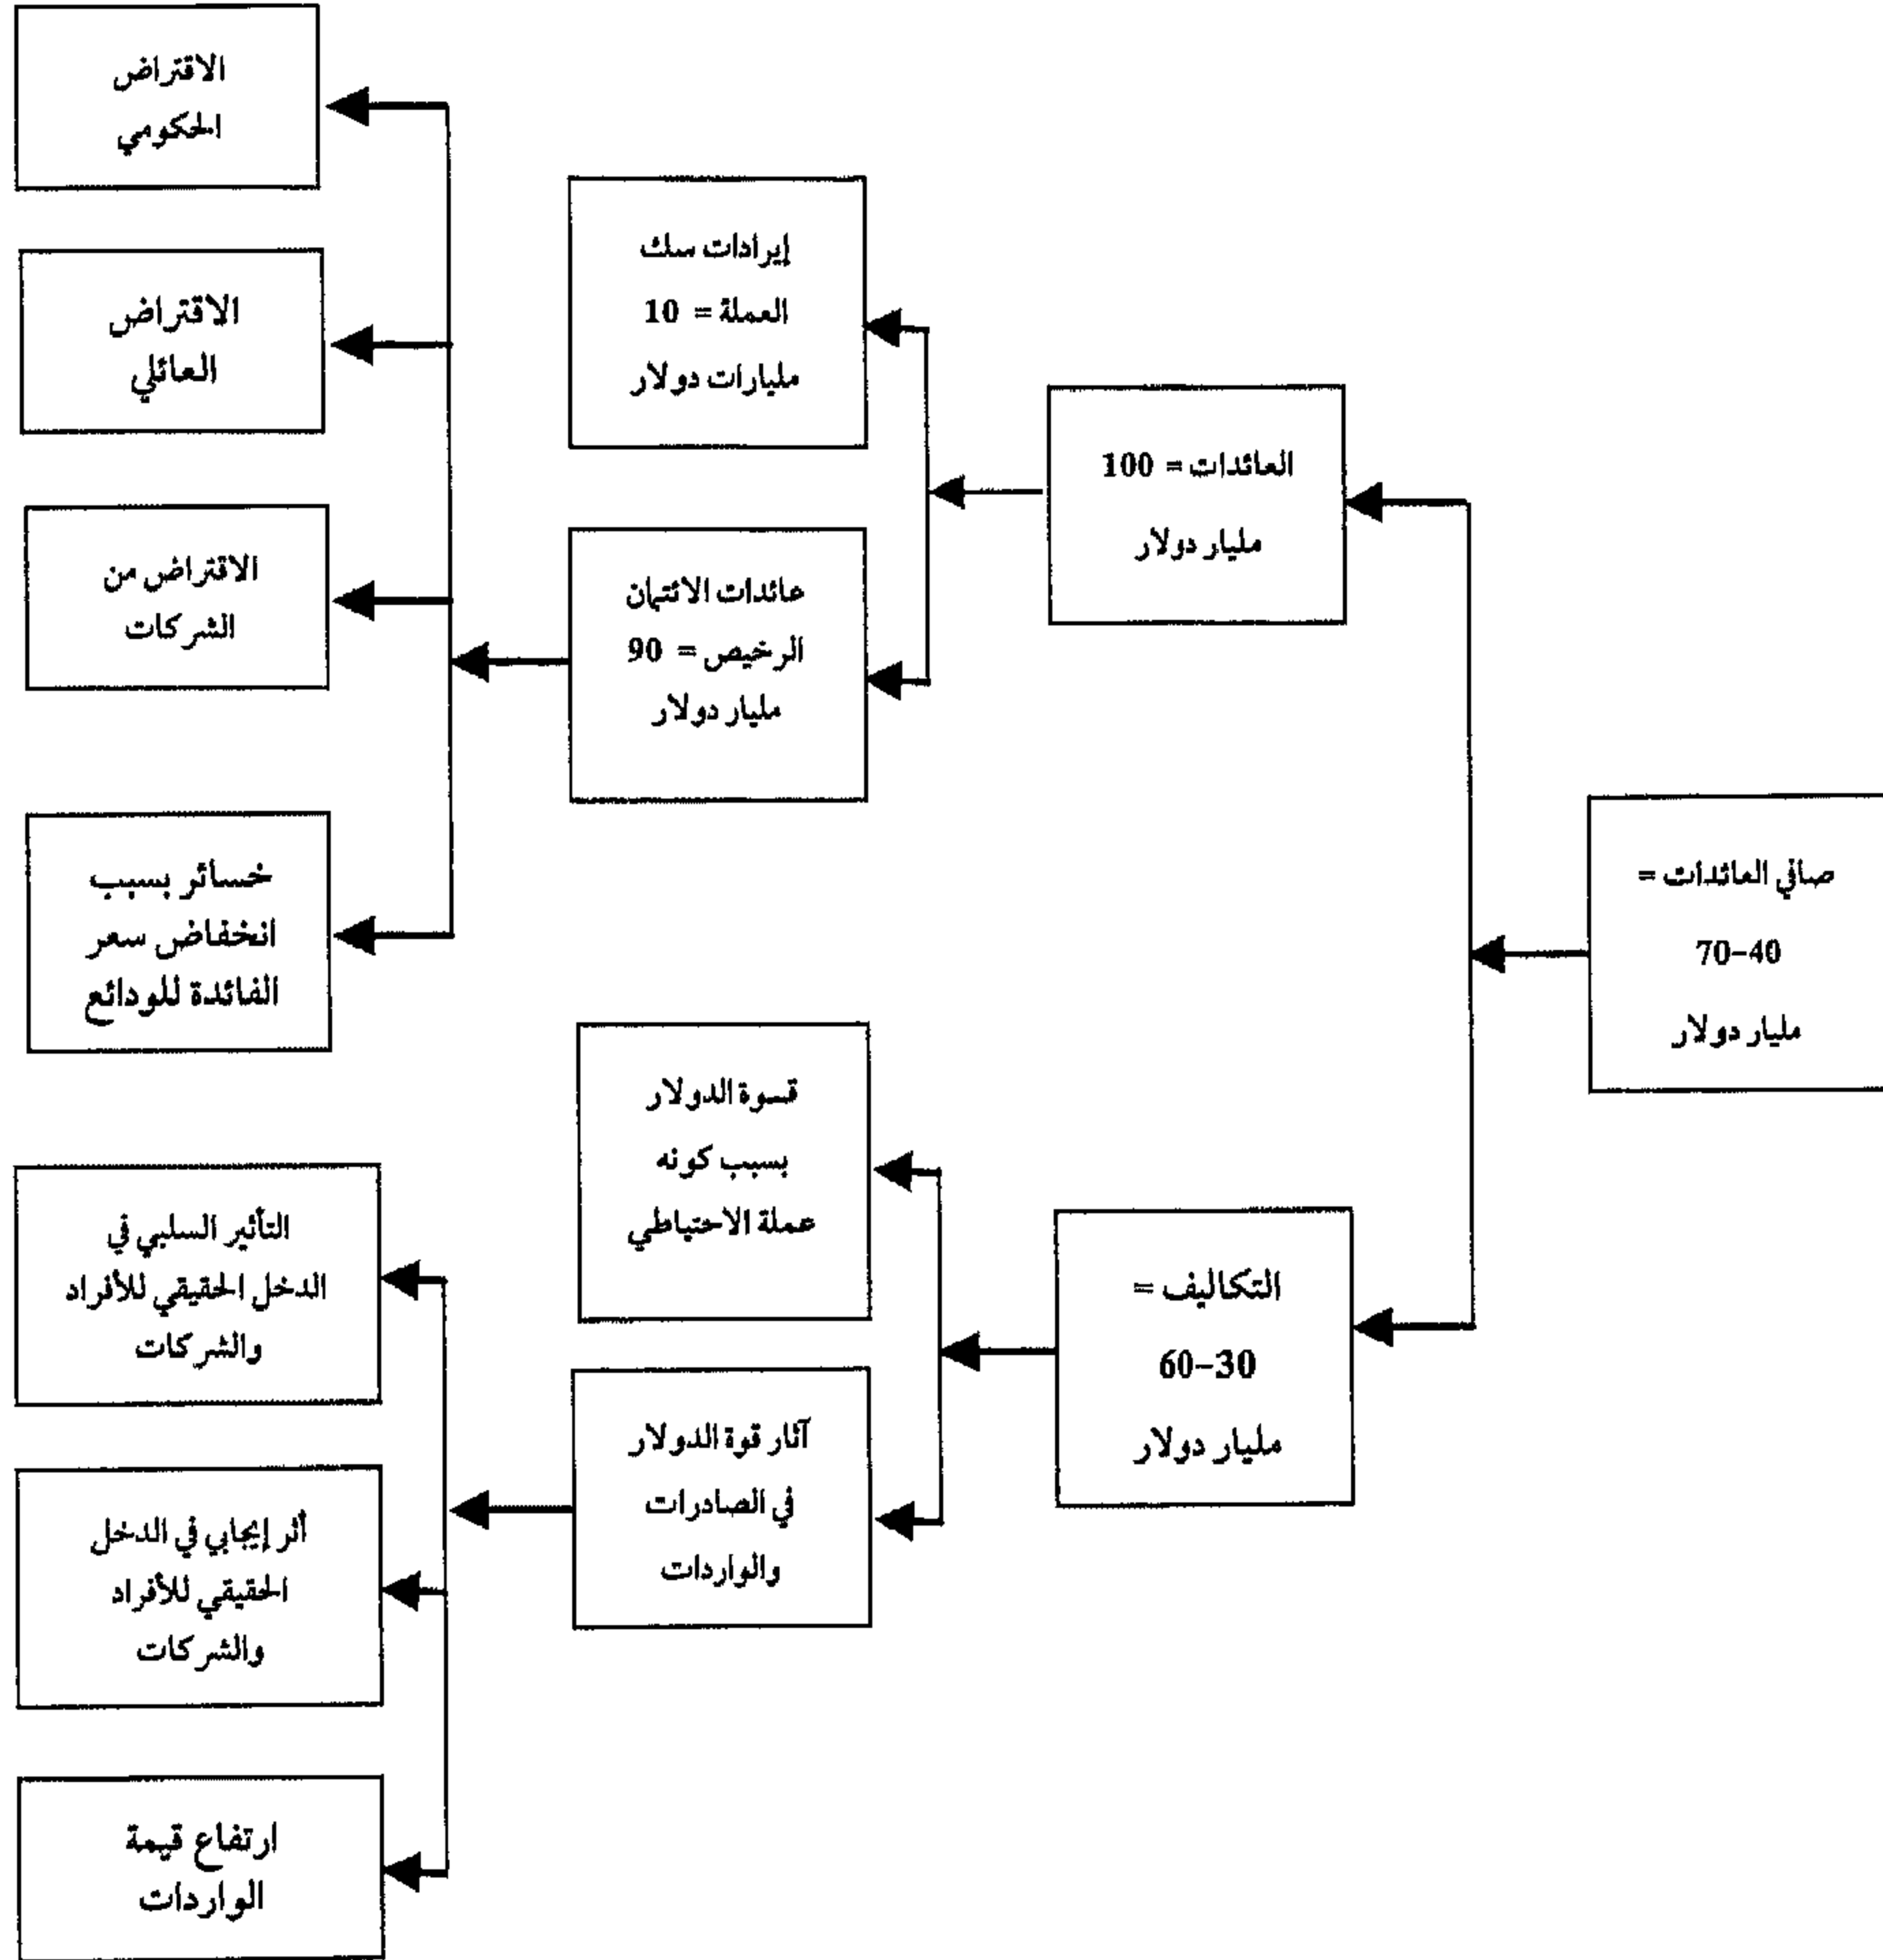 صافي العائدات =
70-40
مليار دولار
العائدات = 100
مليار دولار
إيرادات سك
العملة = 10
مليارات دولار
عائدات الائتمان
الرخيص = 90
مليار دولار
الاقتراض
الحكومي
الاقتراض
العائلي
الاقتراض من
الشركات
خسائر بسبب
انخفاض سعر
الفائدة للودائع
التكاليف =
60-30
مليار دولار
قسوة الدولار
بسبب كونه
عملة الاحتياطي
آثار قوة الدولار
في الصادرات
والواردات
التأثير السلبي في
الدخل الحقيقي للأفراد
والشركات
أثر إيجابي في الدخل
الحقيقي للأفراد
والشركات
ارتفاع قيمة
الواردات